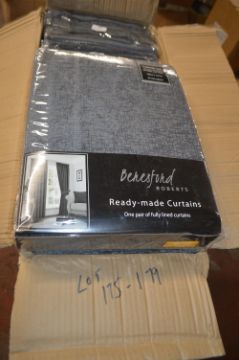 Beresford
ROBERTS
Ready-made Curtains
One pair of fully lined curtains
LOT
175-179